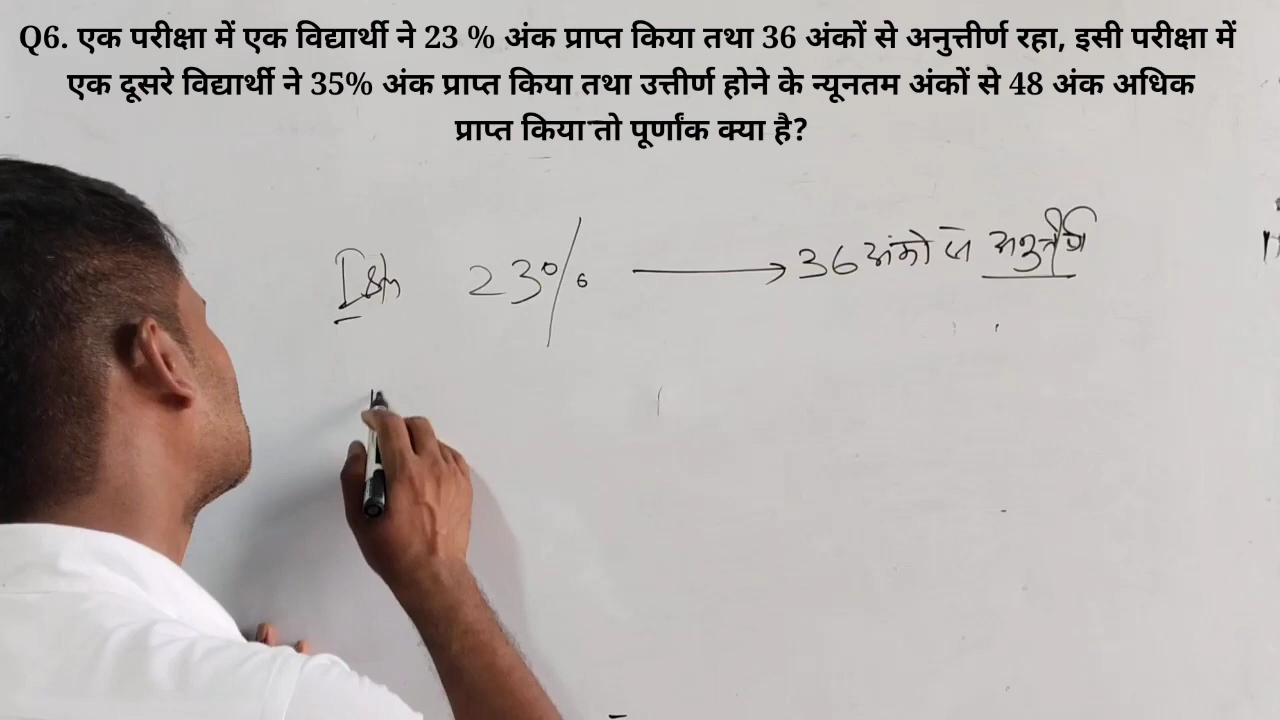 Q6. एक परीक्षा में एक विद्यार्थी ने 23 % अंक प्राप्त किया तथा 36 अंकों से अनुत्तीर्ण रहा, इसी परीक्षा में
एक दूसरे विद्यार्थी ने 35% अंक प्राप्त किया तथा उत्तीर्ण होने के न्यूनतम अंकों से 48 अंक अधिक
प्राप्त किया तो पूर्णांक क्या है?
23% → 36 अंको से अनुत्तीर्ण